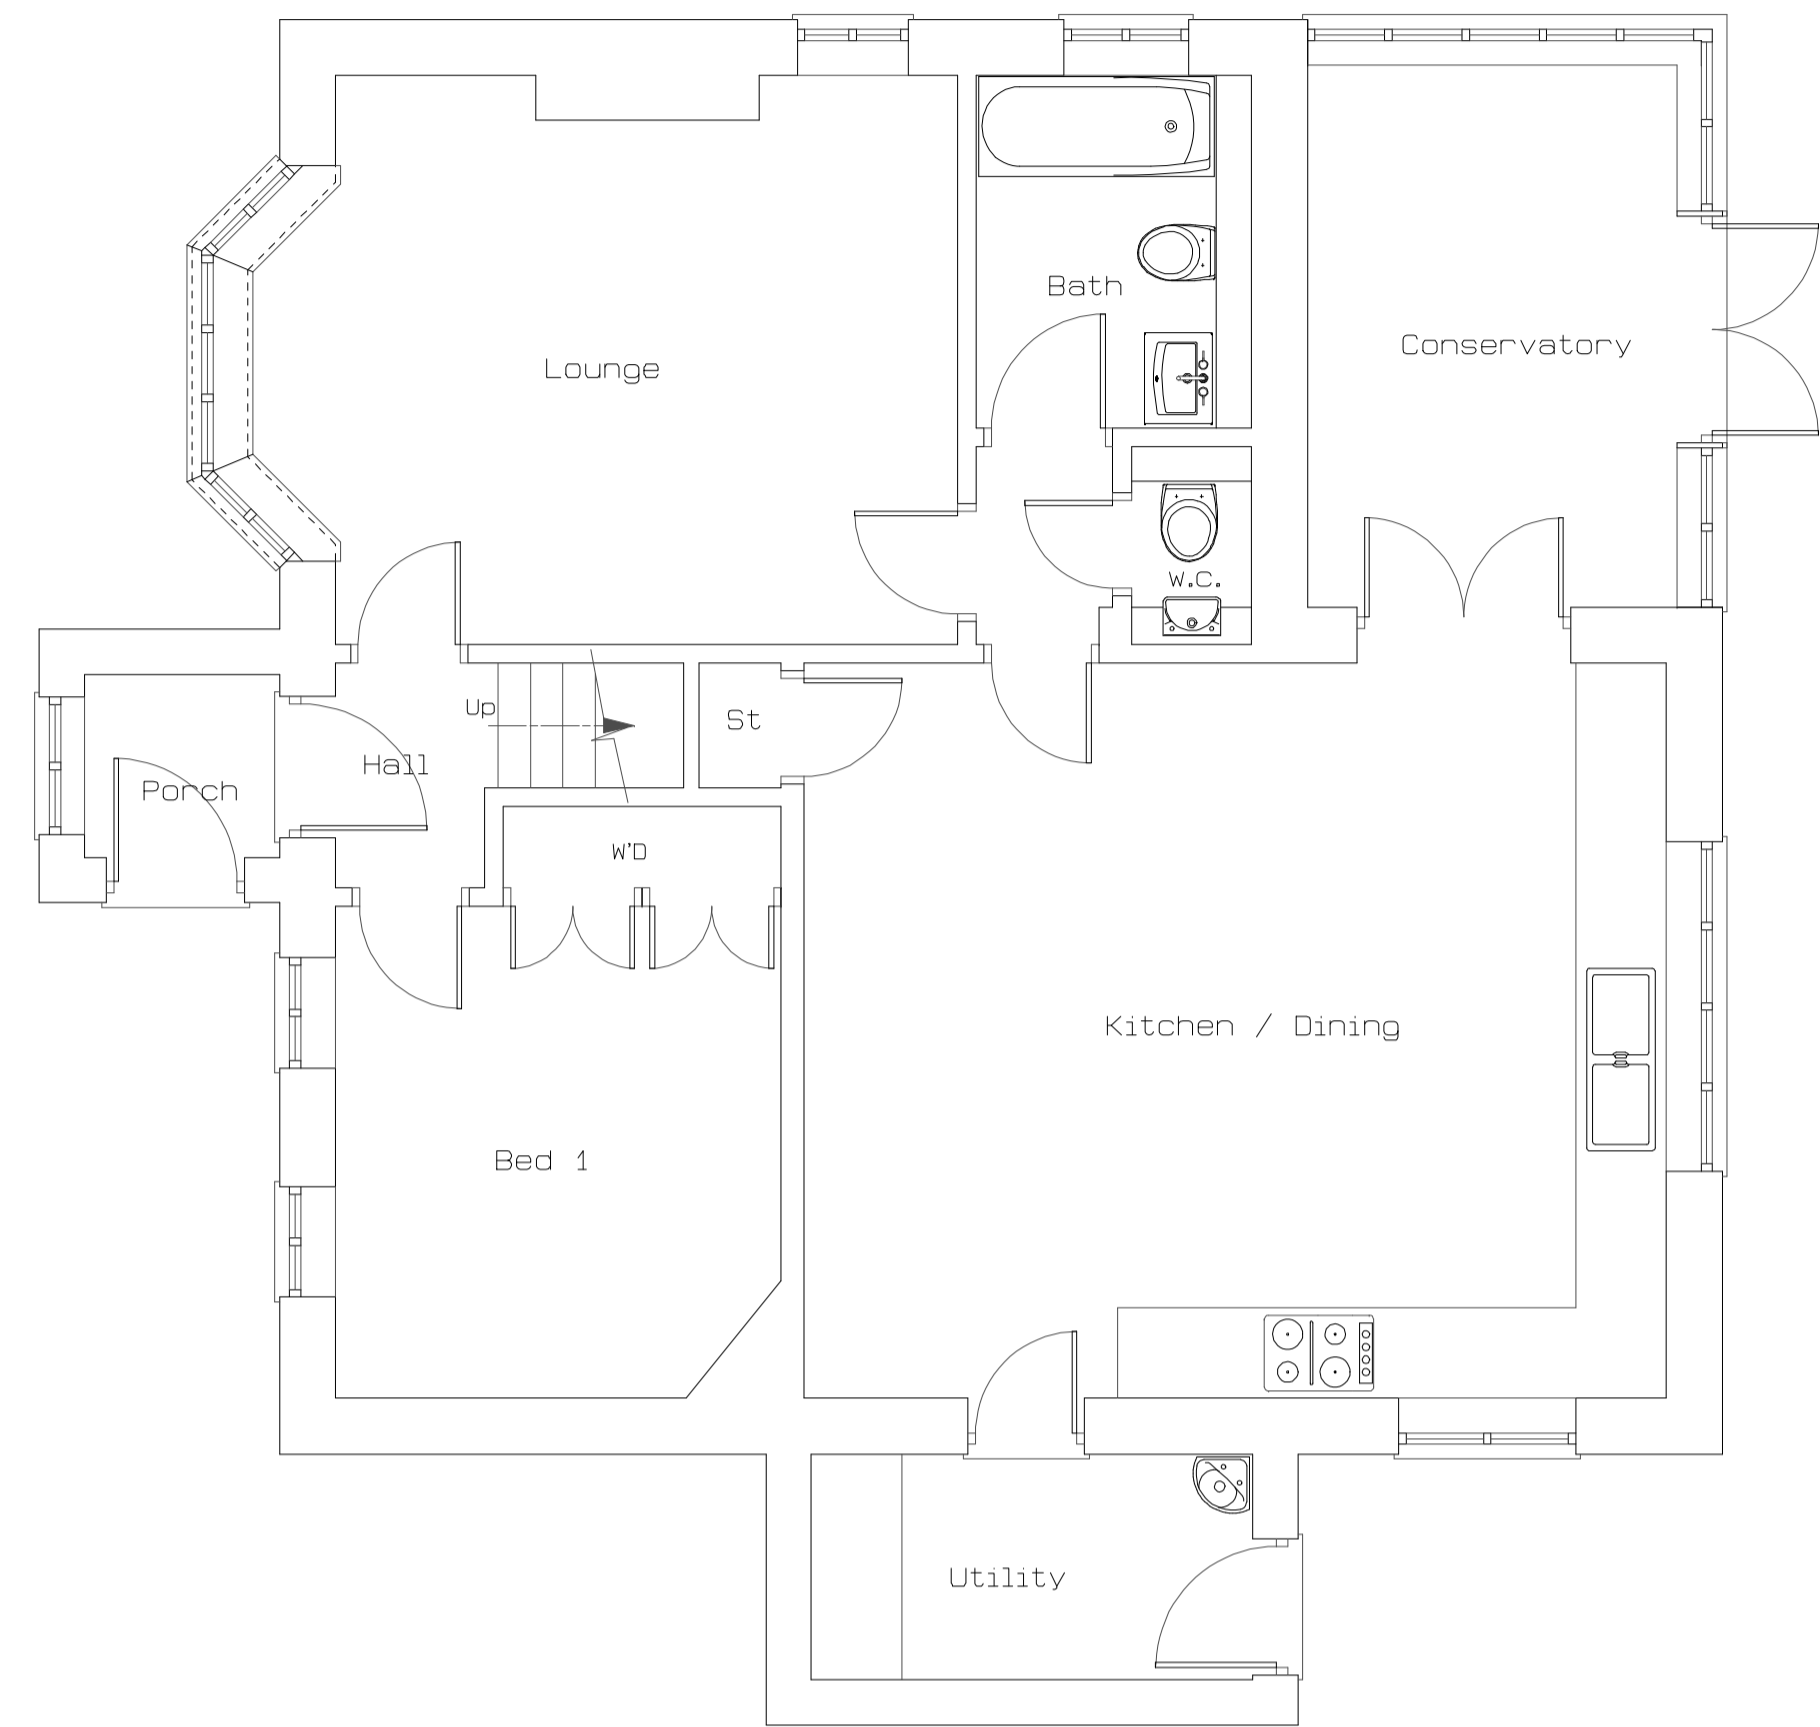 Bath
Conservatory
Lounge
W.C.
Up
St
Hall
Porch
W'D
Kitchen / Dining
Bed 1
Utility